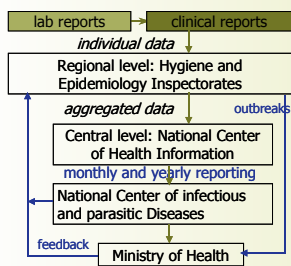 lab reports
clinical reports
individual data
Regional level: Hygiene and
Epidemiology Inspectorates
aggregated data
outbreaks
Central level: National Center
of Health Information
monthly and yearly reporting
National Center of infectious
and parasitic Diseases
feedback
Ministry of Health